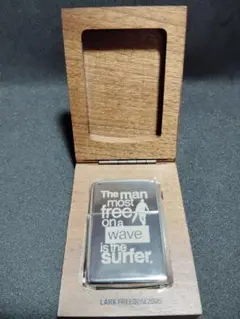 The man
most
free
on a
wave
is the
surfer.
LARK